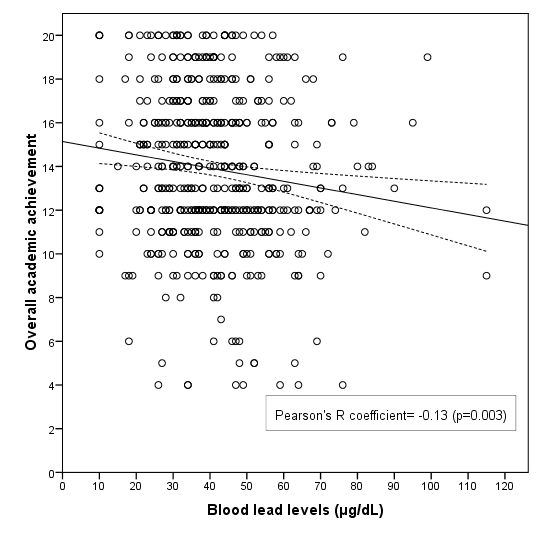 20
18
16
14
12
10
8
6
4
2
0
Overall academic achievement
Pearson's R coefficient= -0.13 (p=0.003)
0 10 20 30 40 50 60 70 80 90 100 110 120
Blood lead levels (µg/dL)